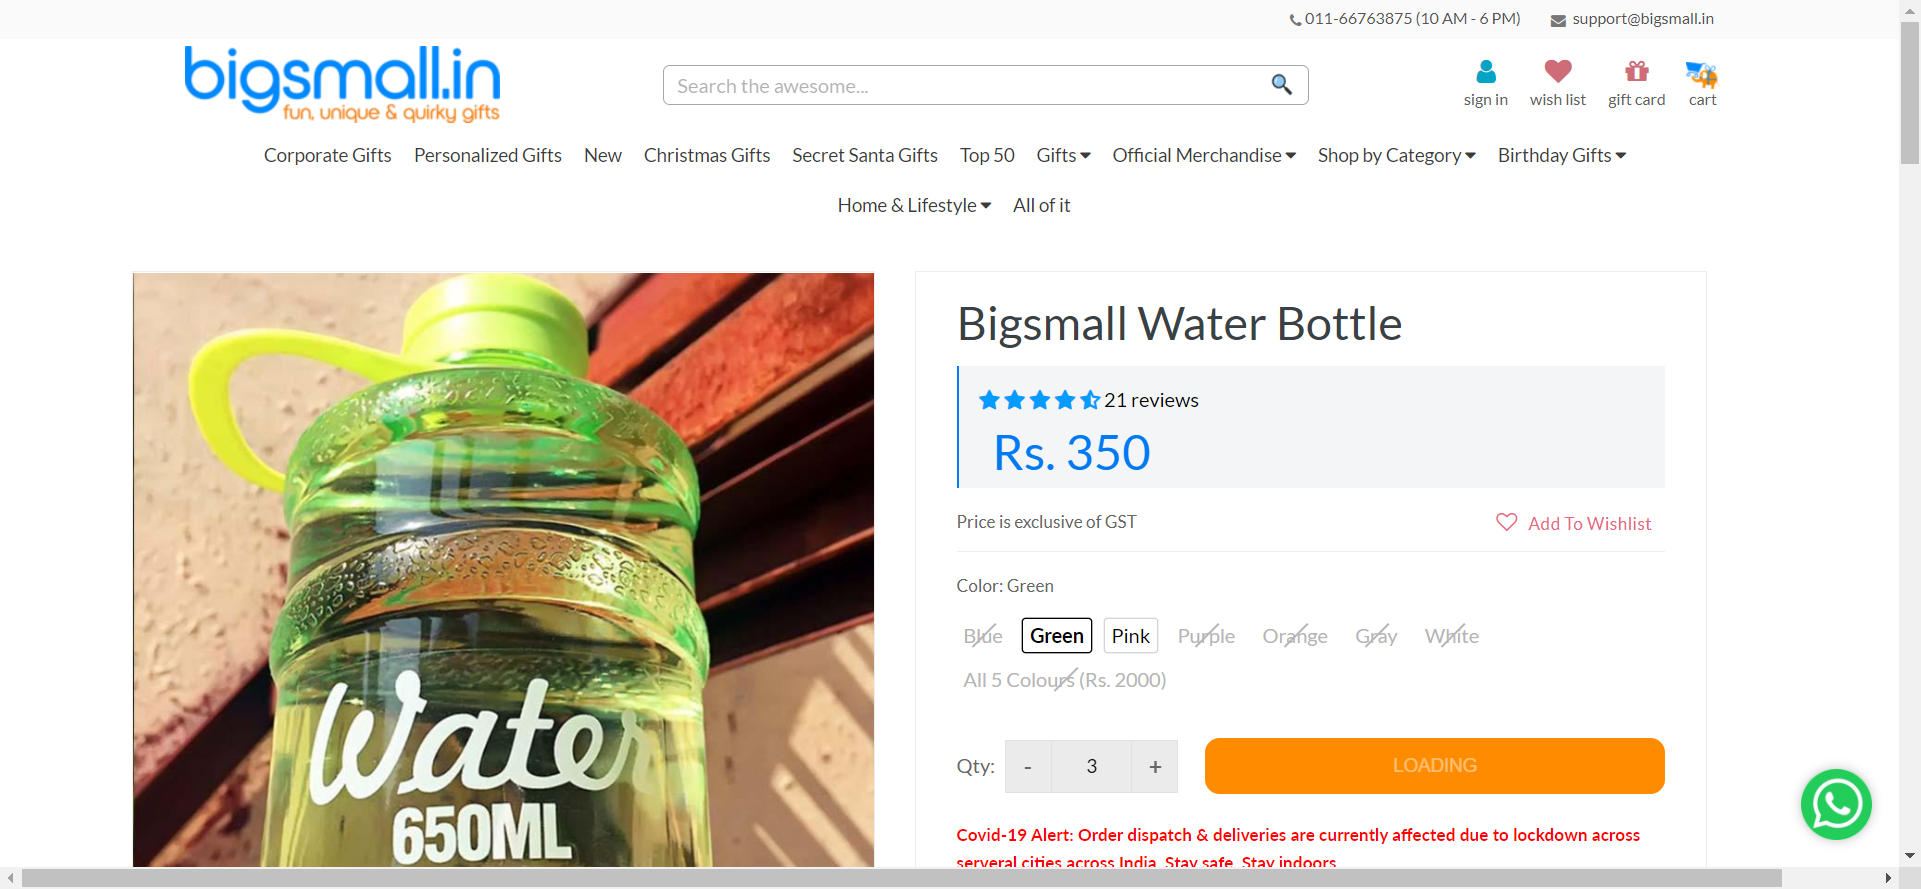 011-66763875 (10 AM - 6 PM) support@bigsmall.in
bigsmall.in
fun, unique & quirky gifts
Search the awesome...
sign in wish list gift card cart
Corporate Gifts Personalized Gifts New Christmas Gifts Secret Santa Gifts Top 50 Gifts Official Merchandise Shop by Category Birthday Gifts
Home & Lifestyle All of it
Bigsmall Water Bottle
21 reviews
Rs. 350
Price is exclusive of GST Add To Wishlist
Color: Green
Blue Green Pink Purple Orange Gray White
All 5 Colours (Rs. 2000)
Qty: - 3 + LOADING
Covid-19 Alert: Order dispatch & deliveries are currently affected due to lockdown across
serveral cities across India. Stay safe. Stay indoors
Water
650ML